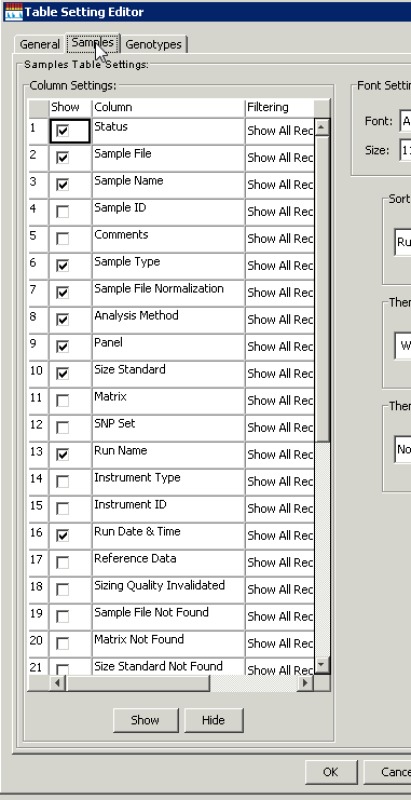 Table Setting Editor
General Samples Genotypes
Samples Table Settings:
Column Settings:
Font Settin
Show Column Filtering
1 Status Show All Rec
Font: A
2 Sample File Show All Rec
Size: 11
3 Sample Name Show All Rec
4 Sample ID Show All Rec
Sort
5 Comments Show All Rec
Ru
6 Sample Type Show All Rec
7 Sample File Normalization Show All Rec
Then
8 Analysis Method Show All Rec
9 Panel Show All Rec
W
10 Size Standard Show All Rec
11 Matrix Show All Rec
Then
12 SNP Set Show All Rec
13 Run Name Show All Rec
No
14 Instrument Type Show All Rec
15 Instrument ID Show All Rec
16 Run Date & Time Show All Rec
17 Reference Data Show All Rec
18 Sizing Quality Invalidated Show All Rec
19 Sample File Not Found Show All Rec
20 Matrix Not Found Show All Rec
21 Size Standard Not Found Show All Rec
Show Hide
OK Cance